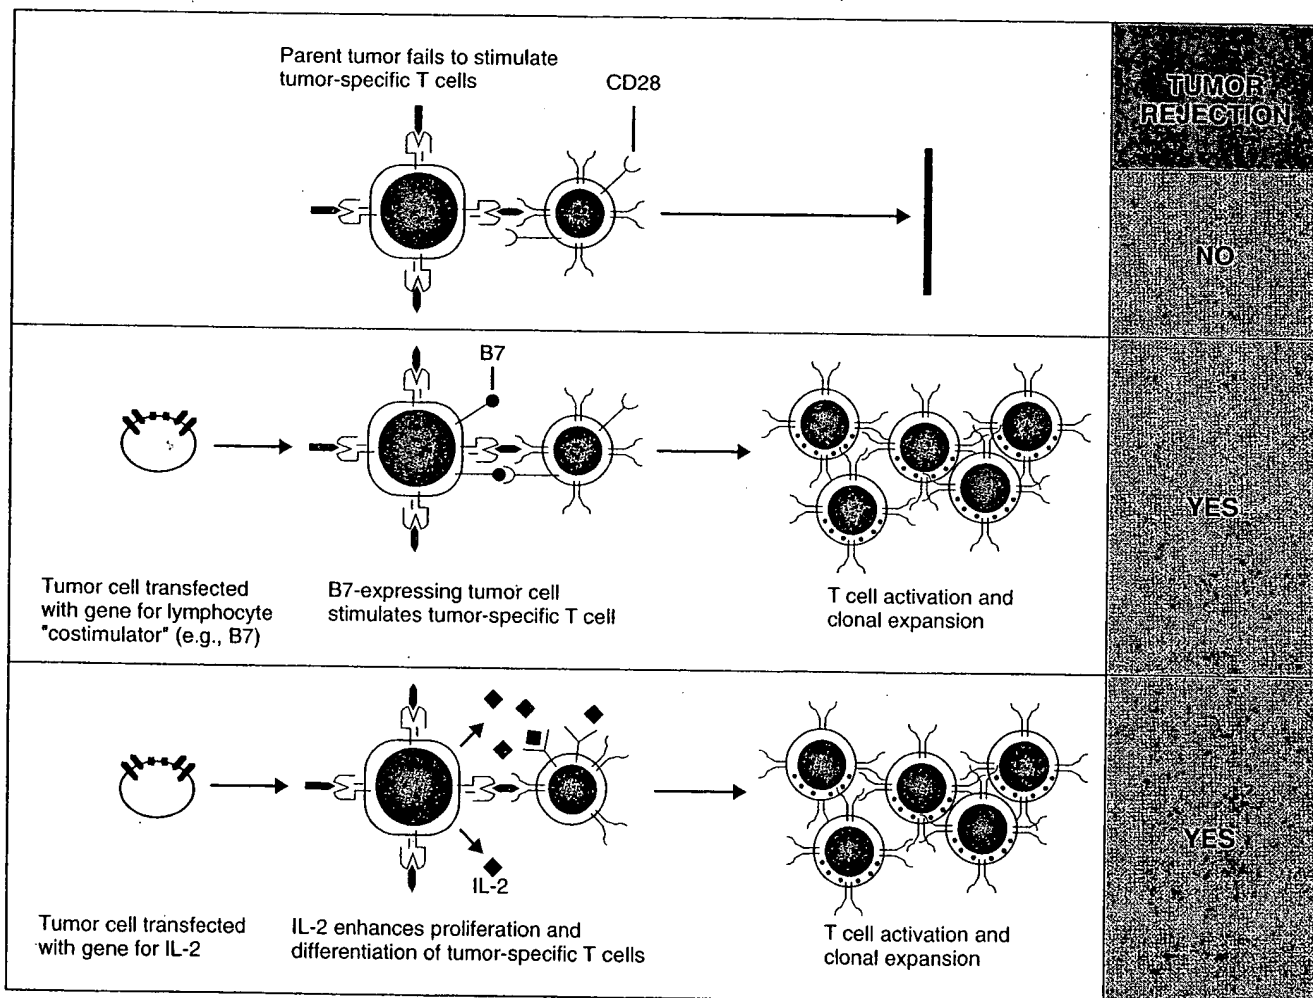 Parent tumor fails to stimulate
tumor-specific T cells
CD28
TUMOR
REJECTION
NO
B7
Tumor cell transfected
with gene for lymphocyte
"costimulator" (e.g., B7)
B7-expressing tumor cell
stimulates tumor-specific T cell
T cell activation and
clonal expansion
YES
IL-2
Tumor cell transfected
with gene for IL-2
IL-2 enhances proliferation and
differentiation of tumor-specific T cells
T cell activation and
clonal expansion
YES